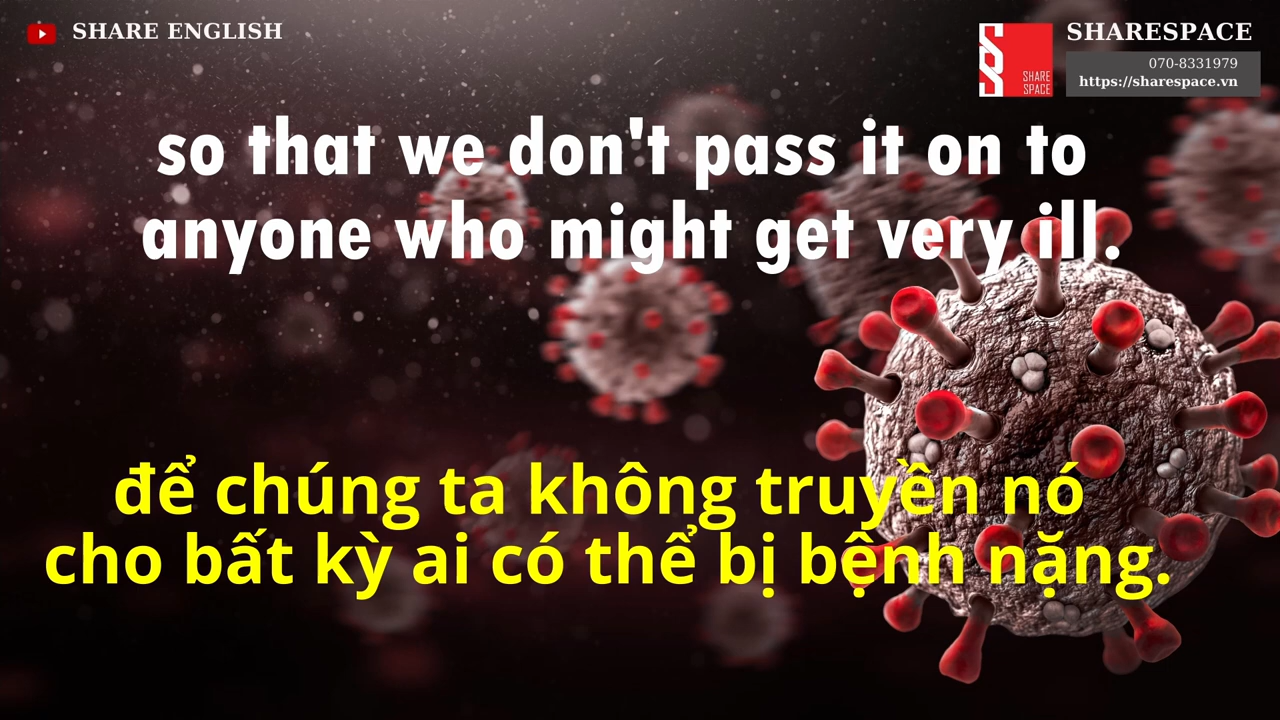 SHARE ENGLISH
SHARESPACE
070-8331979
https://sharespace.vn
SHARE
SPACE
so that we don't pass it on to
anyone who might get very ill.
để chúng ta không truyền nó
cho bất kỳ ai có thể bị bệnh nặng.